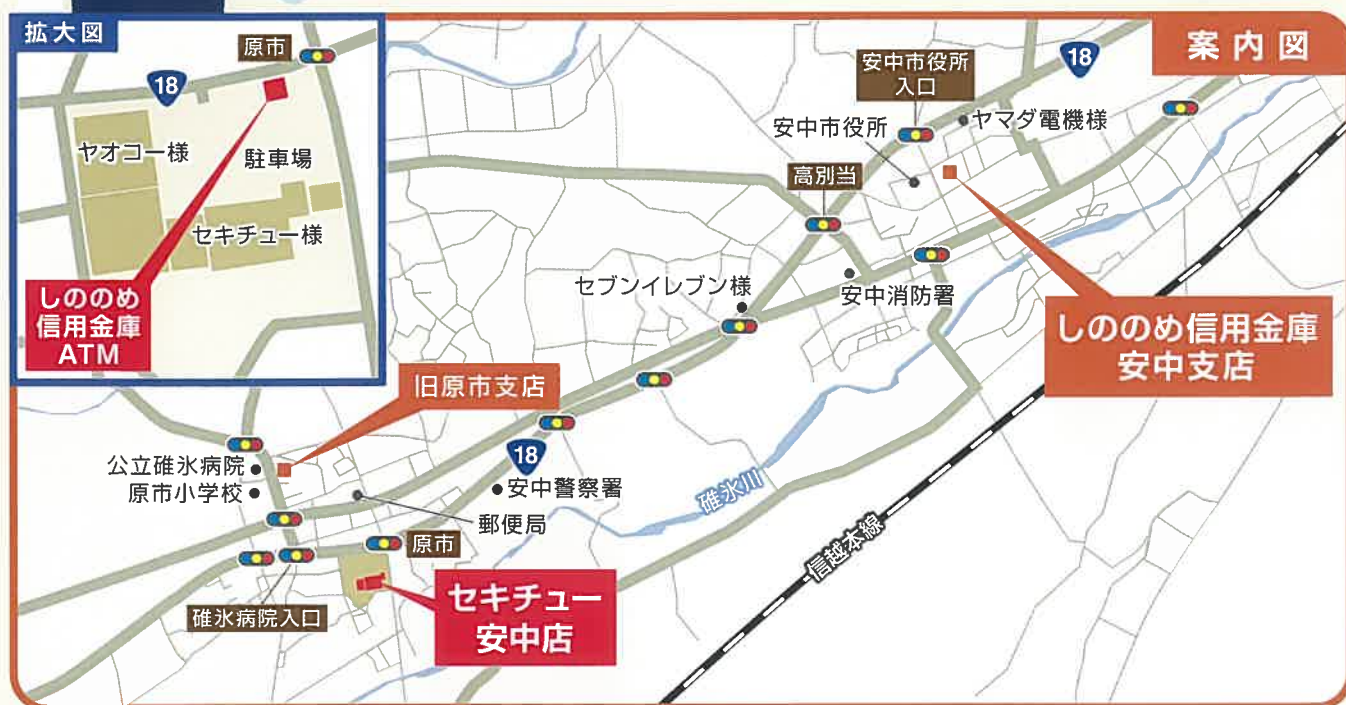 拡大図
原市
18
ヤオコー様
駐車場
セキチュー様
しののめ
信用金庫
ATM
案内図
18
安中市役所
入口
安中市役所
ヤマダ電機様
高別当
セブンイレブン様
安中消防署
しののめ信用金庫
安中支店
旧原市支店
公立碓氷病院
原市小学校
18
安中警察署
郵便局
原市
碓氷川
信越本線
碓氷病院入口
セキチュー
安中店